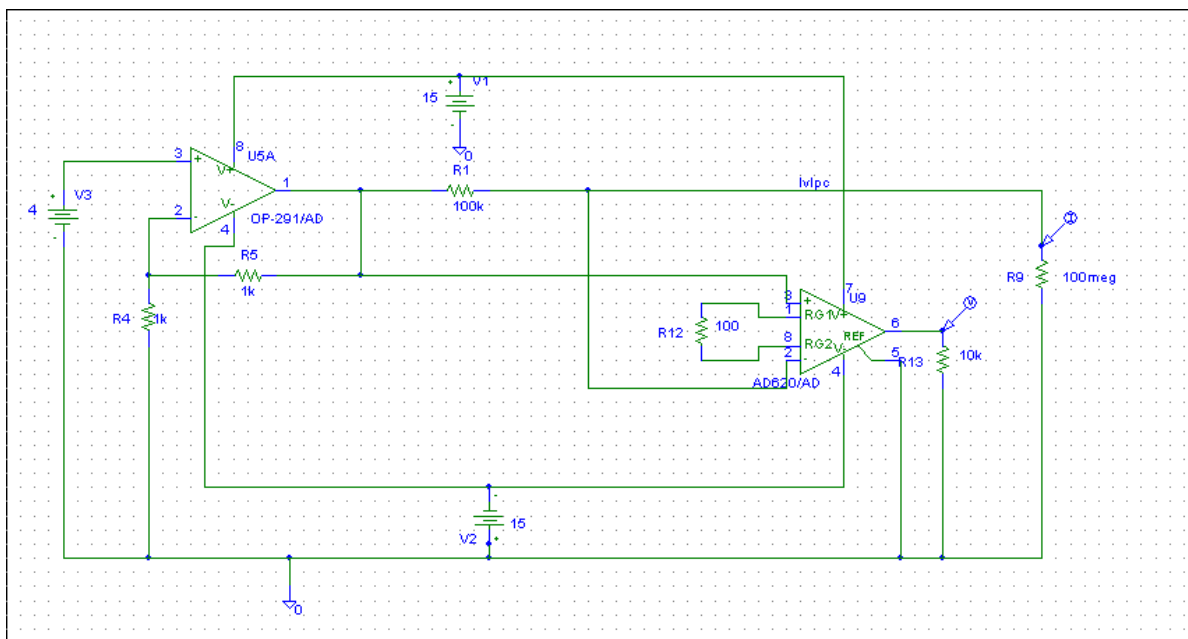 V1
15
0
8
U5A
3
+
V+
V-
1
2
-
4
OP-291/AD
V3
4
R1
100k
lvlpc
R5
1k
R4
1k
R9
100meg
7
U9
3
+
1
RG1
V+
R12
100
8
RG2
REF
6
2
-
V-
5
4
AD620/AD
R13
10k
V
I
15
V2
0